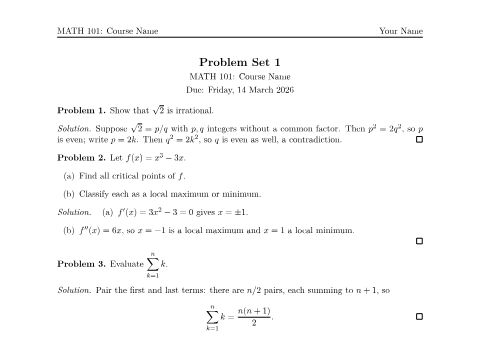 MATH 101: Course Name Your Name
Problem Set 1
MATH 101: Course Name
Due: Friday, 14 March 2026
Problem 1. Show that √2 is irrational.
Solution. Suppose √2 = p/q with p, q integers without a common factor. Then p² = 2q², so p
is even; write p = 2k. Then q² = 2k², so q is even as well, a contradiction. □
Problem 2. Let f(x) = x³ − 3x.
(a) Find all critical points of f.
(b) Classify each as a local maximum or minimum.
Solution. (a) f′(x) = 3x² − 3 = 0 gives x = ±1.
(b) f″(x) = 6x, so x = −1 is a local maximum and x = 1 a local minimum.
□
Problem 3. Evaluate ∑_{k=1}^{n} k.
Solution. Pair the first and last terms: there are n/2 pairs, each summing to n + 1, so
∑_{k=1}^{n} k = n(n + 1)/2. □